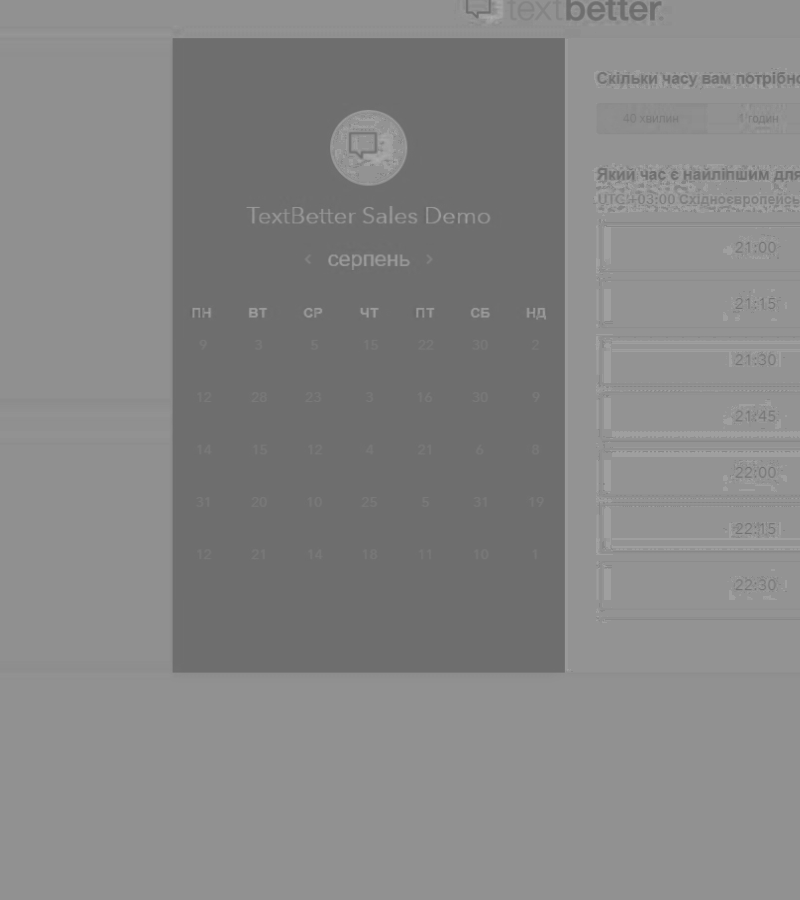 textbetter.
TextBetter Sales Demo
‹ серпень ›
ПН ВТ СР ЧТ ПТ СБ НД
9 3 5 15 22 30 2
12 28 23 3 16 30 9
14 15 12 4 21 6 8
31 20 10 25 5 31 19
12 21 14 16 11 10 1
Скільки часу вам потрібно
40 хвилин 1 годин
Який час є найліпшим для
UTC +03:00 Східноєвропейсь
21:00
21:15
21:30
21:45
22:00
22:15
22:30